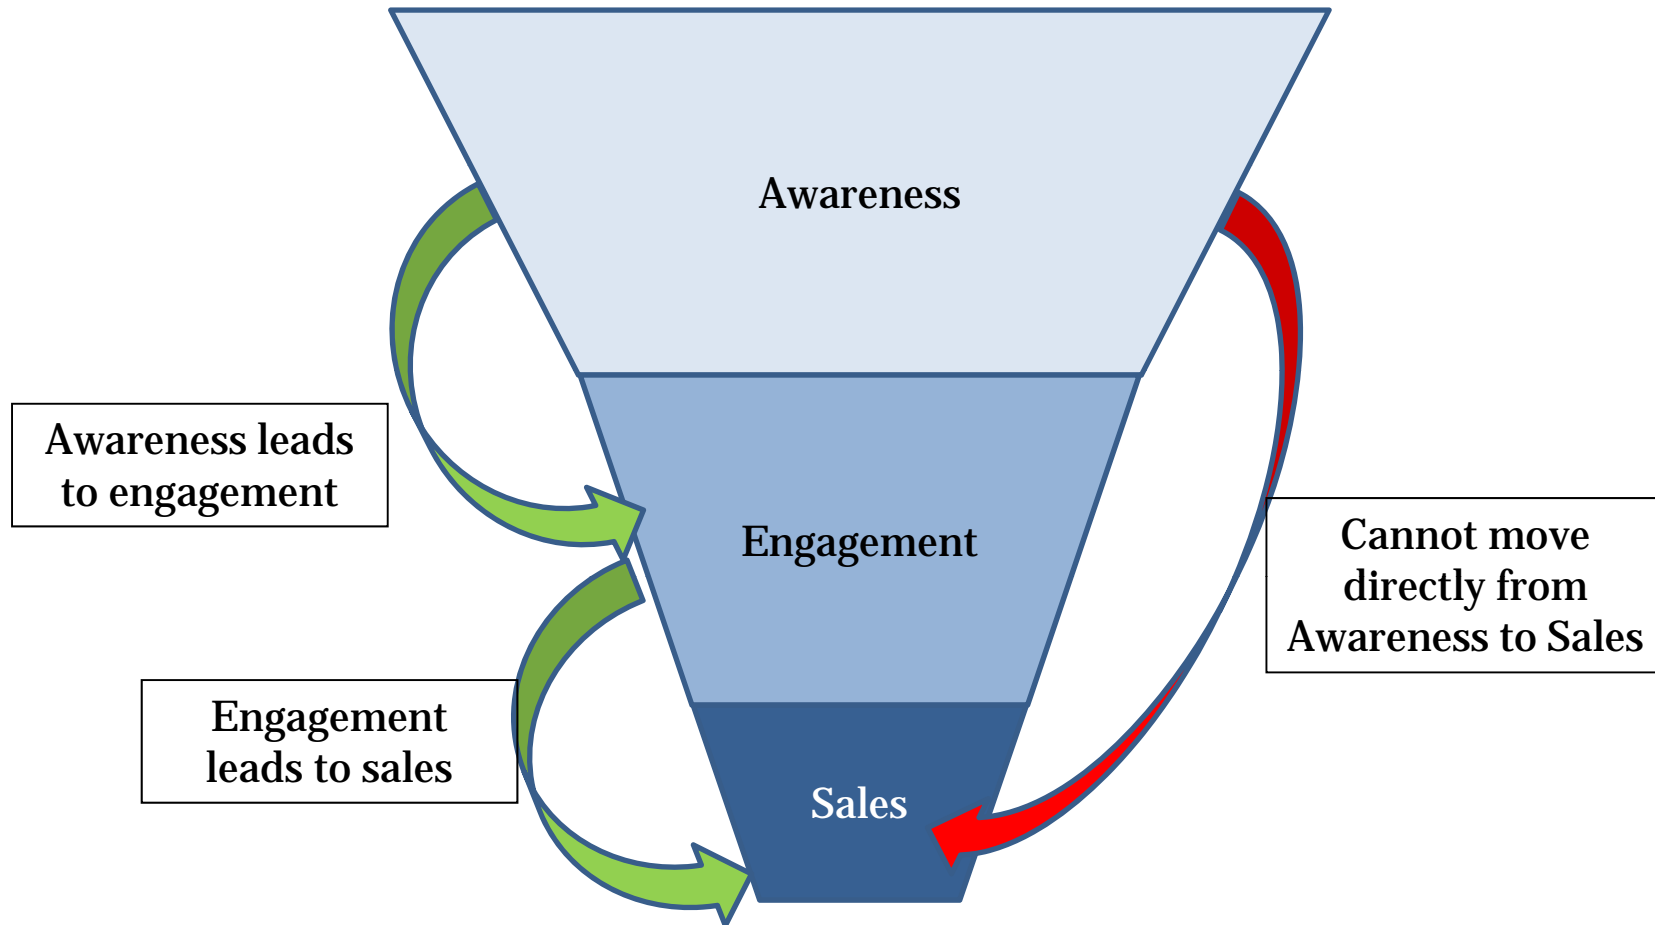 Awareness
Awareness leads
to engagement
Engagement
Cannot move
directly from
Awareness to Sales
Engagement
leads to sales
Sales